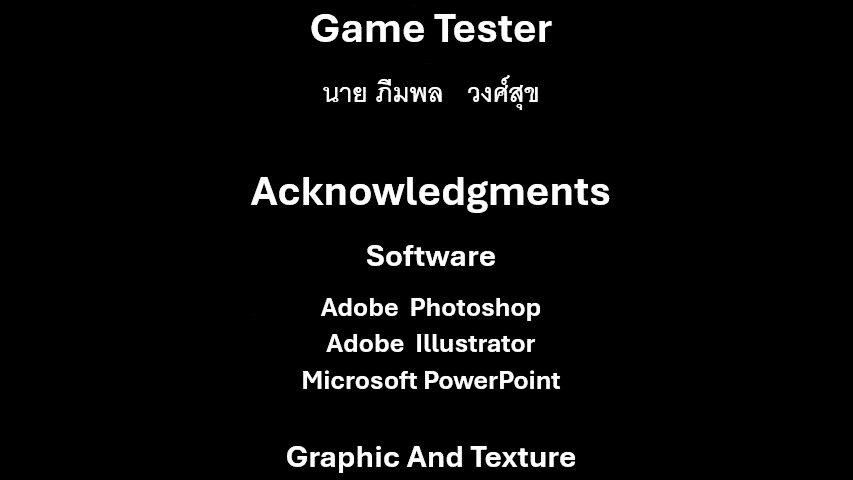 Game Tester
นาย ภีมพล วงศ์สุข
Acknowledgments
Software
Adobe Photoshop
Adobe Illustrator
Microsoft PowerPoint
Graphic And Texture